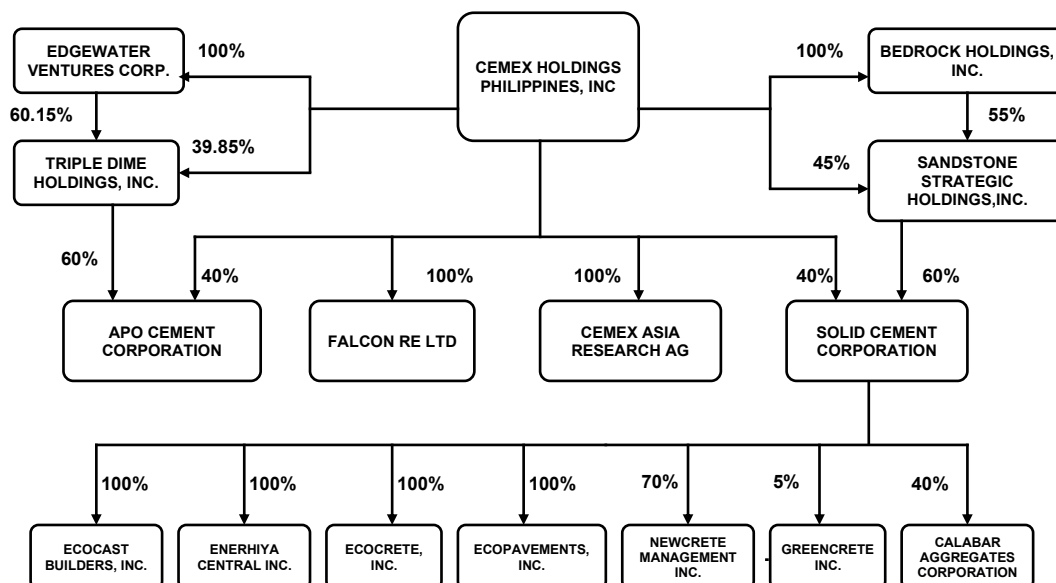 EDGEWATER
VENTURES CORP.
100%
CEMEX HOLDINGS
PHILIPPINES, INC
100%
BEDROCK HOLDINGS,
INC.
60.15%
55%
39.85%
TRIPLE DIME
HOLDINGS, INC.
45%
SANDSTONE
STRATEGIC
HOLDINGS,INC.
60%
40%
100%
100%
40%
60%
APO CEMENT
CORPORATION
FALCON RE LTD
CEMEX ASIA
RESEARCH AG
SOLID CEMENT
CORPORATION
100%
100%
100%
100%
70%
5%
40%
ECOCAST
BUILDERS, INC.
ENERHIYA
CENTRAL INC.
ECOCRETE,
INC.
ECOPAVEMENTS,
INC.
NEWCRETE
MANAGEMENT
INC.
GREENCRETE
INC.
CALABAR
AGGREGATES
CORPORATION